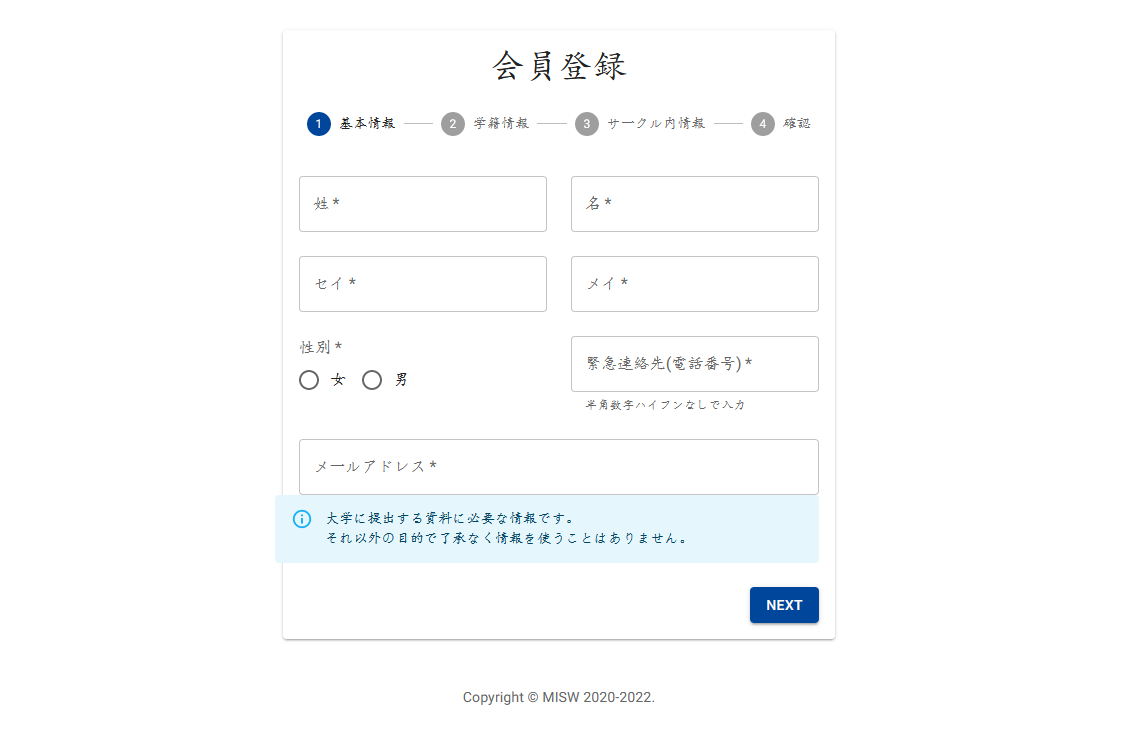 会員登録
1 基本情報 2 学籍情報 3 サークル内情報 4 確認
姓 * 名 *
セイ * メイ *
性別 * 緊急連絡先(電話番号) *
女 男
半角数字ハイフンなしで入力
メールアドレス *
大学に提出する資料に必要な情報です。
それ以外の目的で了承なく情報を使うことはありません。
NEXT
Copyright © MISW 2020-2022.